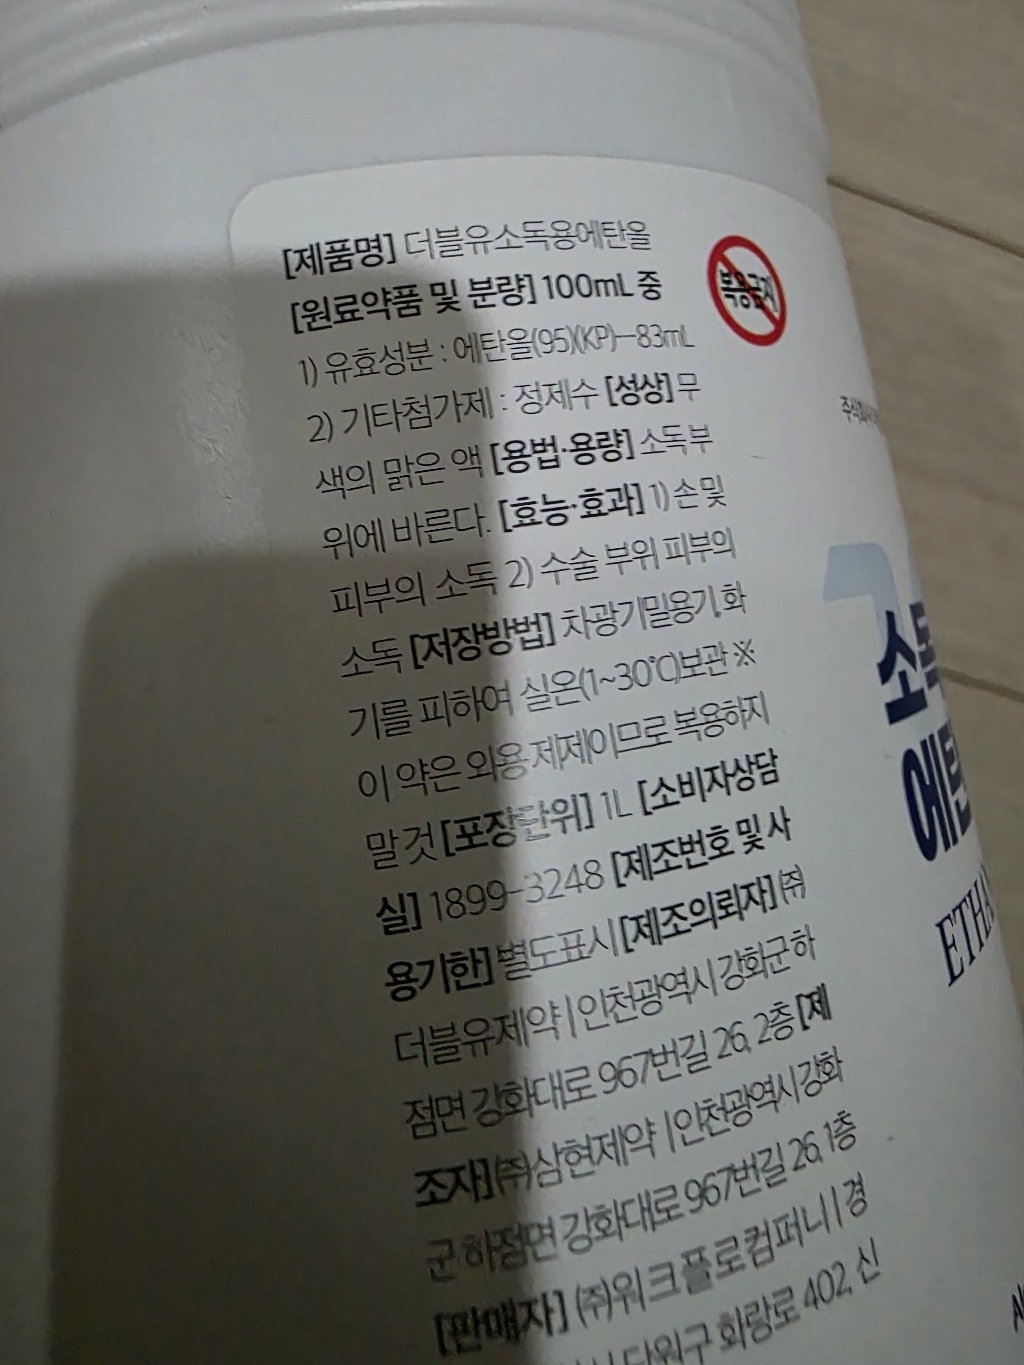 [제품명] 더블유소독용에탄올
[원료약품 및 분량] 100mL 중
1) 유효성분 : 에탄올(95)(KP)—83mL
2) 기타첨가제 : 정제수 [성상] 무
색의 맑은 액 [용법·용량] 소독부
위에 바른다. [효능·효과] 1) 손 및
피부의 소독 2) 수술 부위 피부의
소독 [저장방법] 차광기밀용기, 화
기를 피하여 실온(1~30℃)보관 ※
이 약은 외용 제제이므로 복용하지
말 것 [포장단위] 1L [소비자상담
실] 1899-3248 [제조번호 및 사
용기한] 별도표시 [제조의뢰자] ㈜
더블유제약 | 인천광역시 강화군 하
점면 강화대로 967번길 26, 2층 [제
조자] ㈜삼현제약 | 인천광역시 강화
군 하점면 강화대로 967번길 26, 1층
[판매자] ㈜워크플로컴퍼니 | 경
단원구 화랑로 402, 신
복용금지
소독
에탄
ETHA